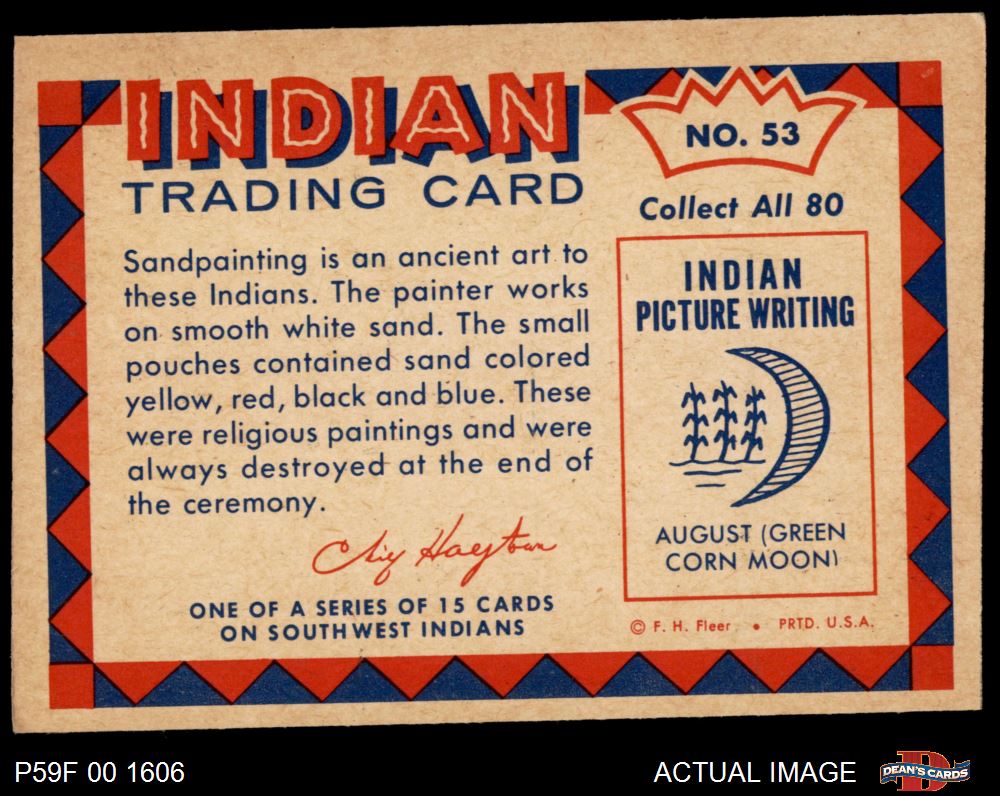 INDIAN
TRADING CARD
Sandpainting is an ancient art to
these Indians. The painter works
on smooth white sand. The small
pouches contained sand colored
yellow, red, black and blue. These
were religious paintings and were
always destroyed at the end of
the ceremony.
Chief Hagstrom
ONE OF A SERIES OF 15 CARDS
ON SOUTHWEST INDIANS
NO. 53
Collect All 80
INDIAN
PICTURE WRITING
AUGUST (GREEN
CORN MOON)
© F. H. Fleer • PRTD. U.S.A.
P59F 00 1606
ACTUAL IMAGE
D
DEAN'S CARDS